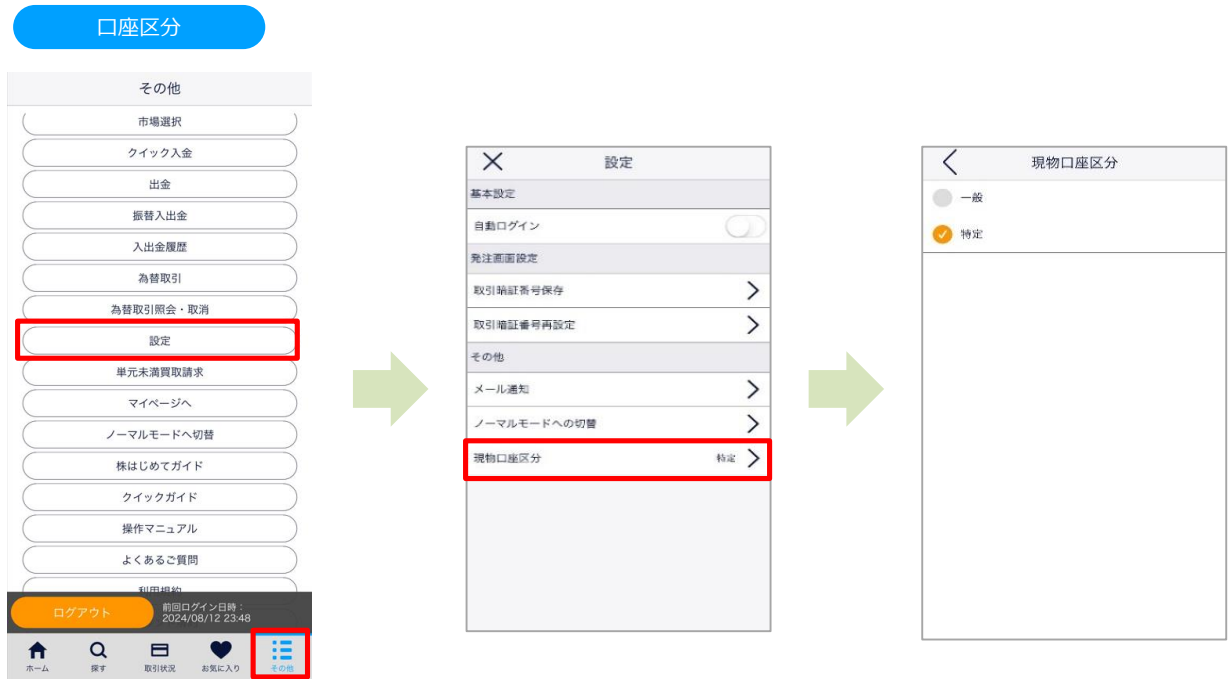 口座区分
その他
市場選択
クイック入金
出金
振替入出金
入出金履歴
為替取引
為替取引照会・取消
設定
単元未満買取請求
マイページへ
ノーマルモードへ切替
株はじめてガイド
クイックガイド
操作マニュアル
よくあるご質問
利用規約
ログアウト
前回ログイン日時：
2024/08/12 23:48
ホーム
探す
取引状況
お気に入り
その他
設定
基本設定
自動ログイン
発注画面設定
取引暗証番号保存
取引暗証番号再設定
その他
メール通知
ノーマルモードへの切替
現物口座区分 特定
現物口座区分
一般
特定